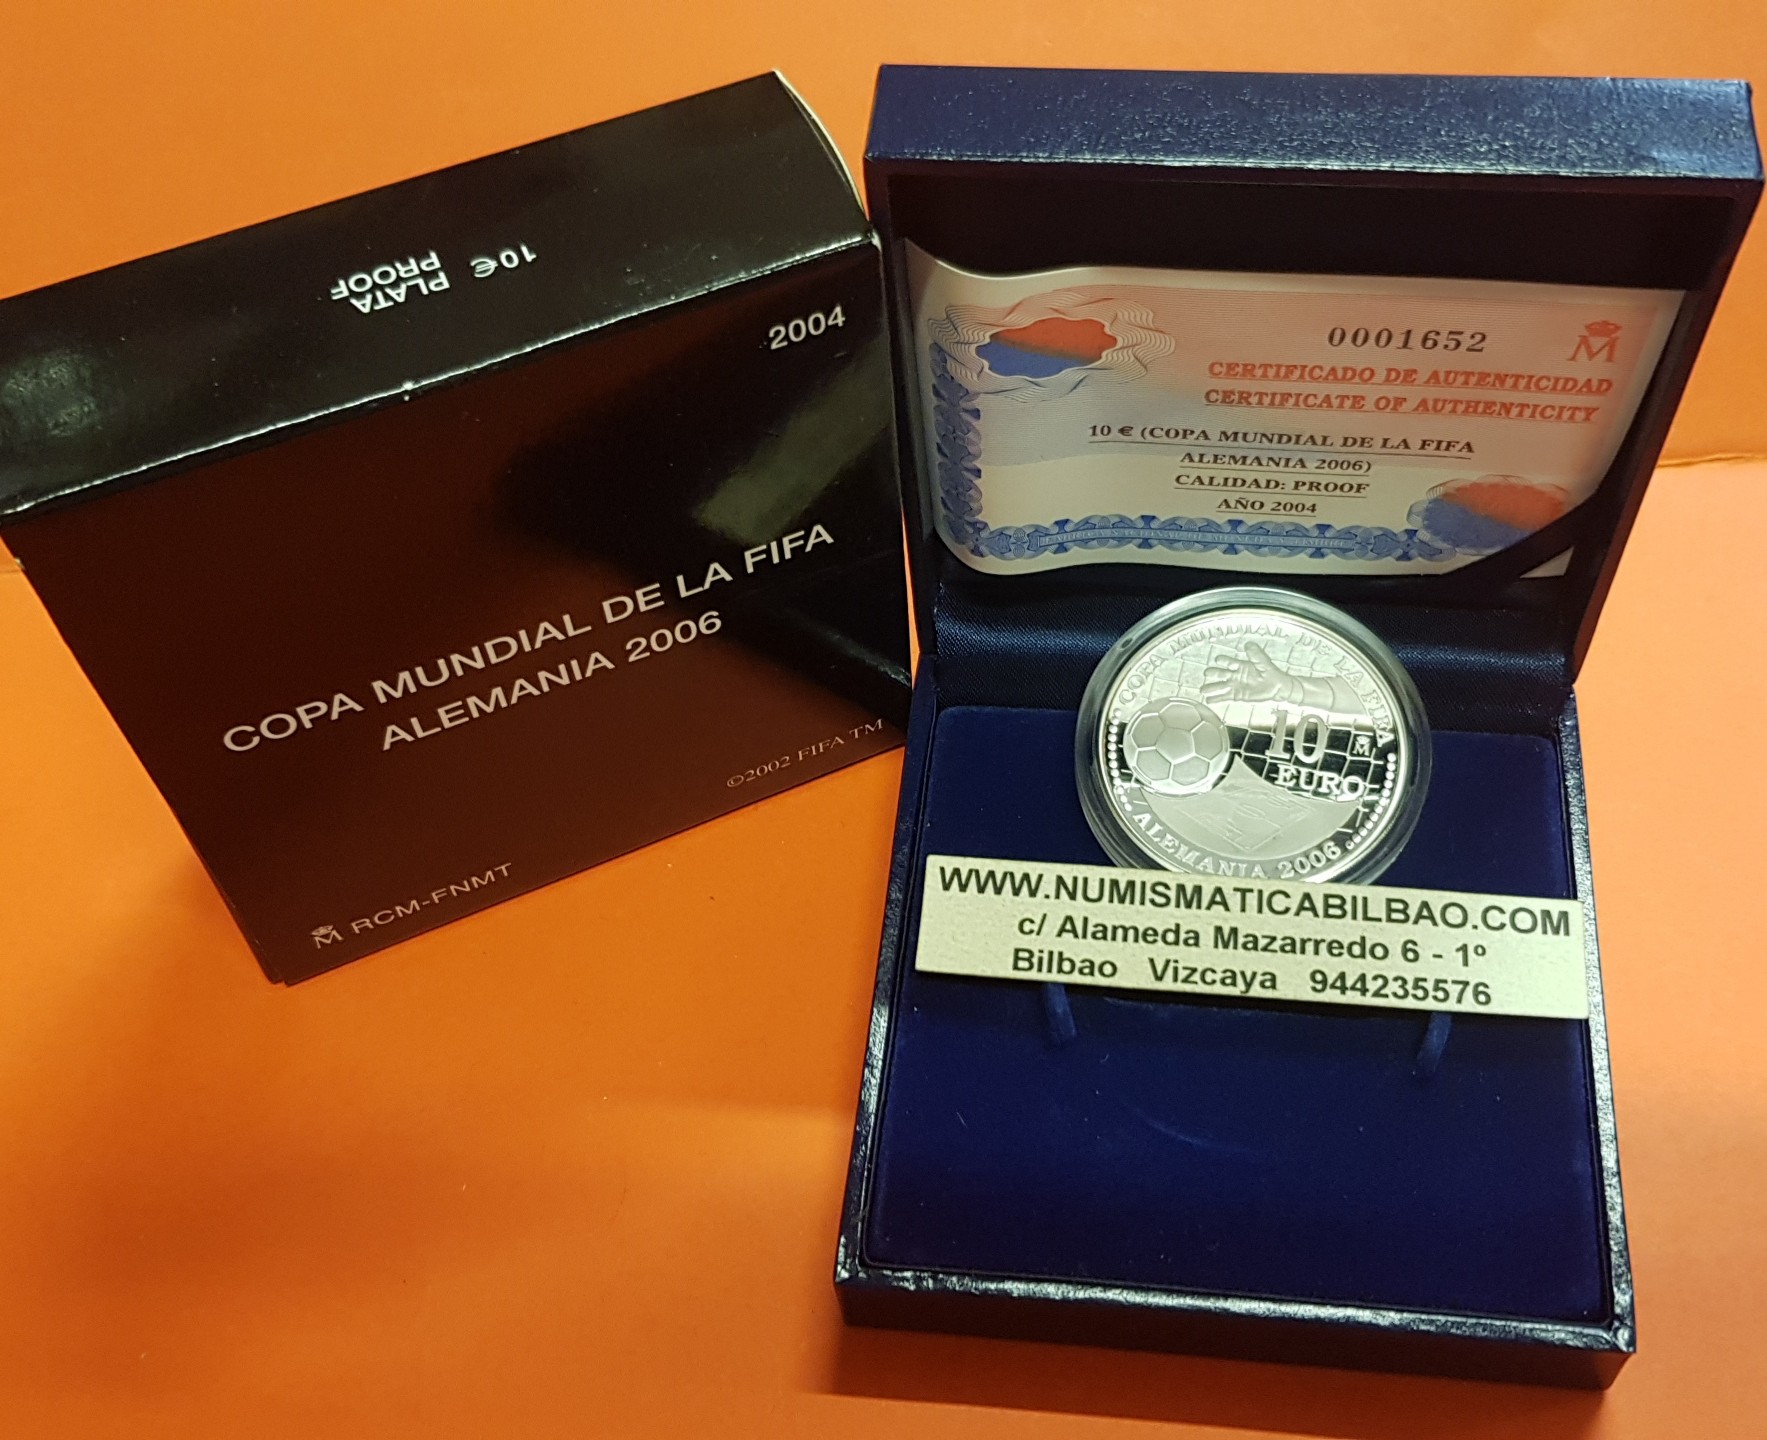 10 € PLATA
PROOF
2004
COPA MUNDIAL DE LA FIFA
ALEMANIA 2006
©2002 FIFA TM
M RCM-FNMT
0001652
M
CERTIFICADO DE AUTENTICIDAD
CERTIFICATE OF AUTHENTICITY
10 € (COPA MUNDIAL DE LA FIFA
ALEMANIA 2006)
CALIDAD: PROOF
AÑO 2004
COPA MUNDIAL DE LA FIFA
10
M
EURO
ALEMANIA 2006
WWW.NUMISMATICABILBAO.COM
c/ Alameda Mazarredo 6 - 1º
Bilbao Vizcaya 944235576